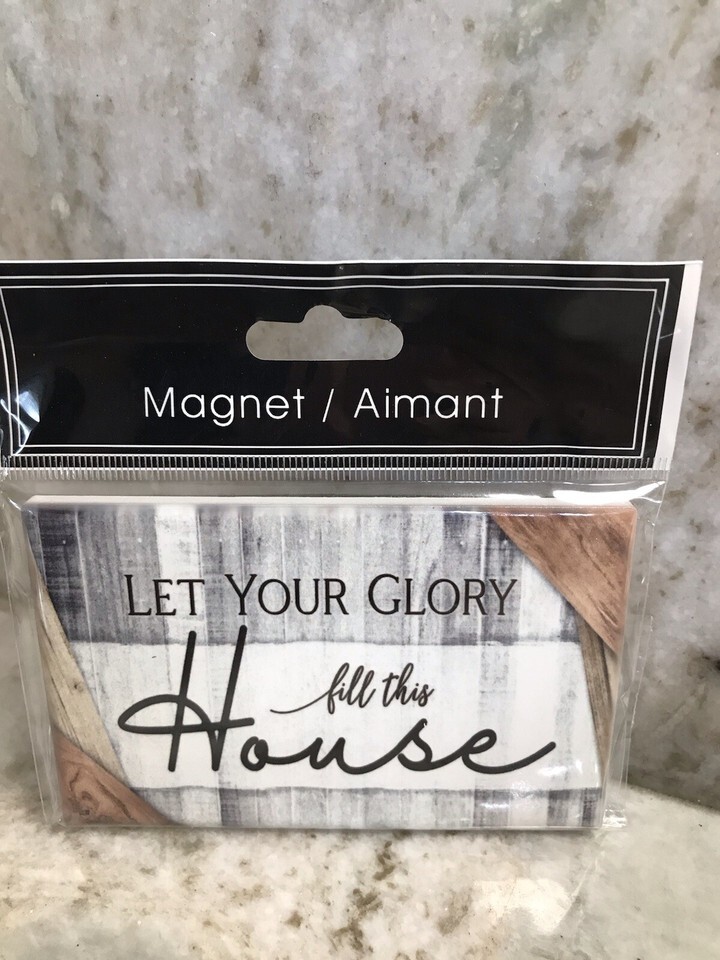 Magnet / Aimant
LET YOUR GLORY
fill this
House